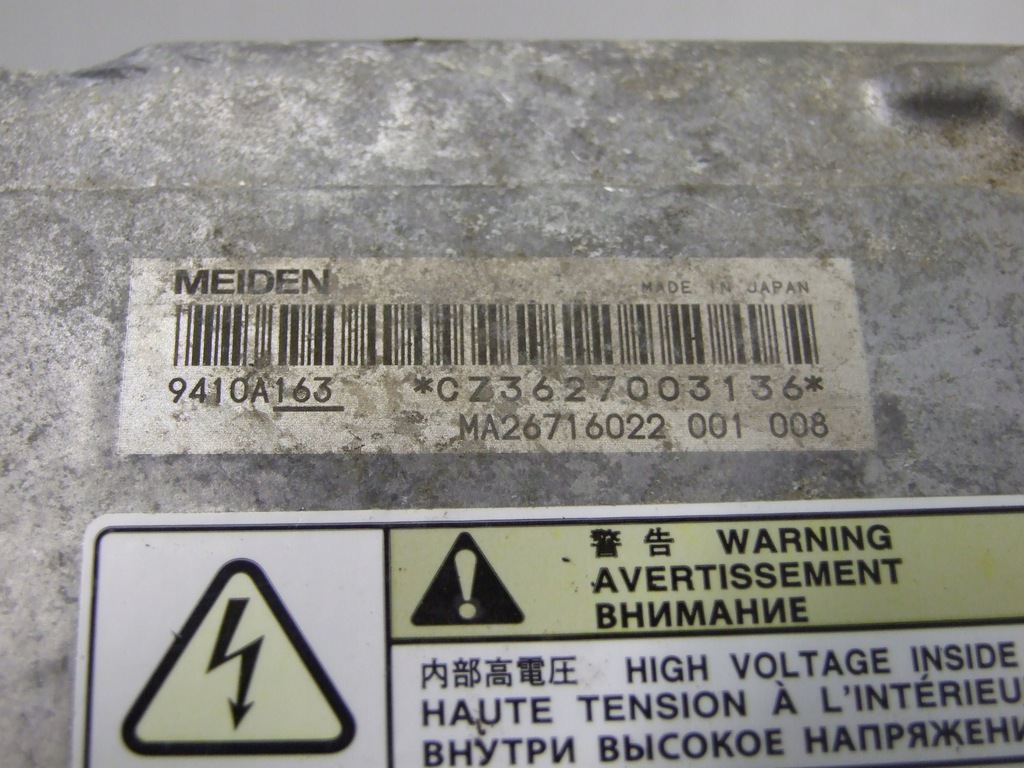 MEIDEN MADE IN JAPAN
9410A163 *CZ3627003136*
MA26716022 001 008
警告 WARNING
AVERTISSEMENT
ВНИМАНИЕ
内部高電圧 HIGH VOLTAGE INSIDE
HAUTE TENSION À L'INTÉRIEU
ВНУТРИ ВЫСОКОЕ НАПРЯЖЕНИ